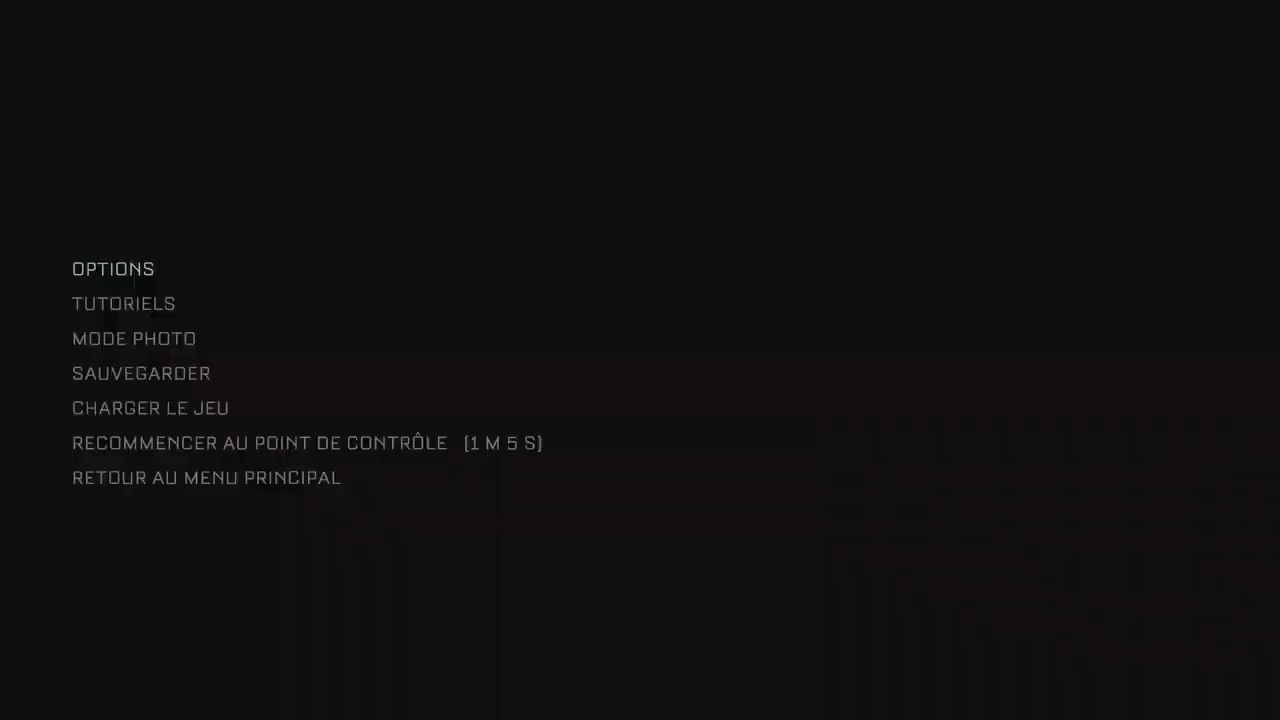 OPTIONS
TUTORIELS
MODE PHOTO
SAUVEGARDER
CHARGER LE JEU
RECOMMENCER AU POINT DE CONTRÔLE (1 M 5 S)
RETOUR AU MENU PRINCIPAL